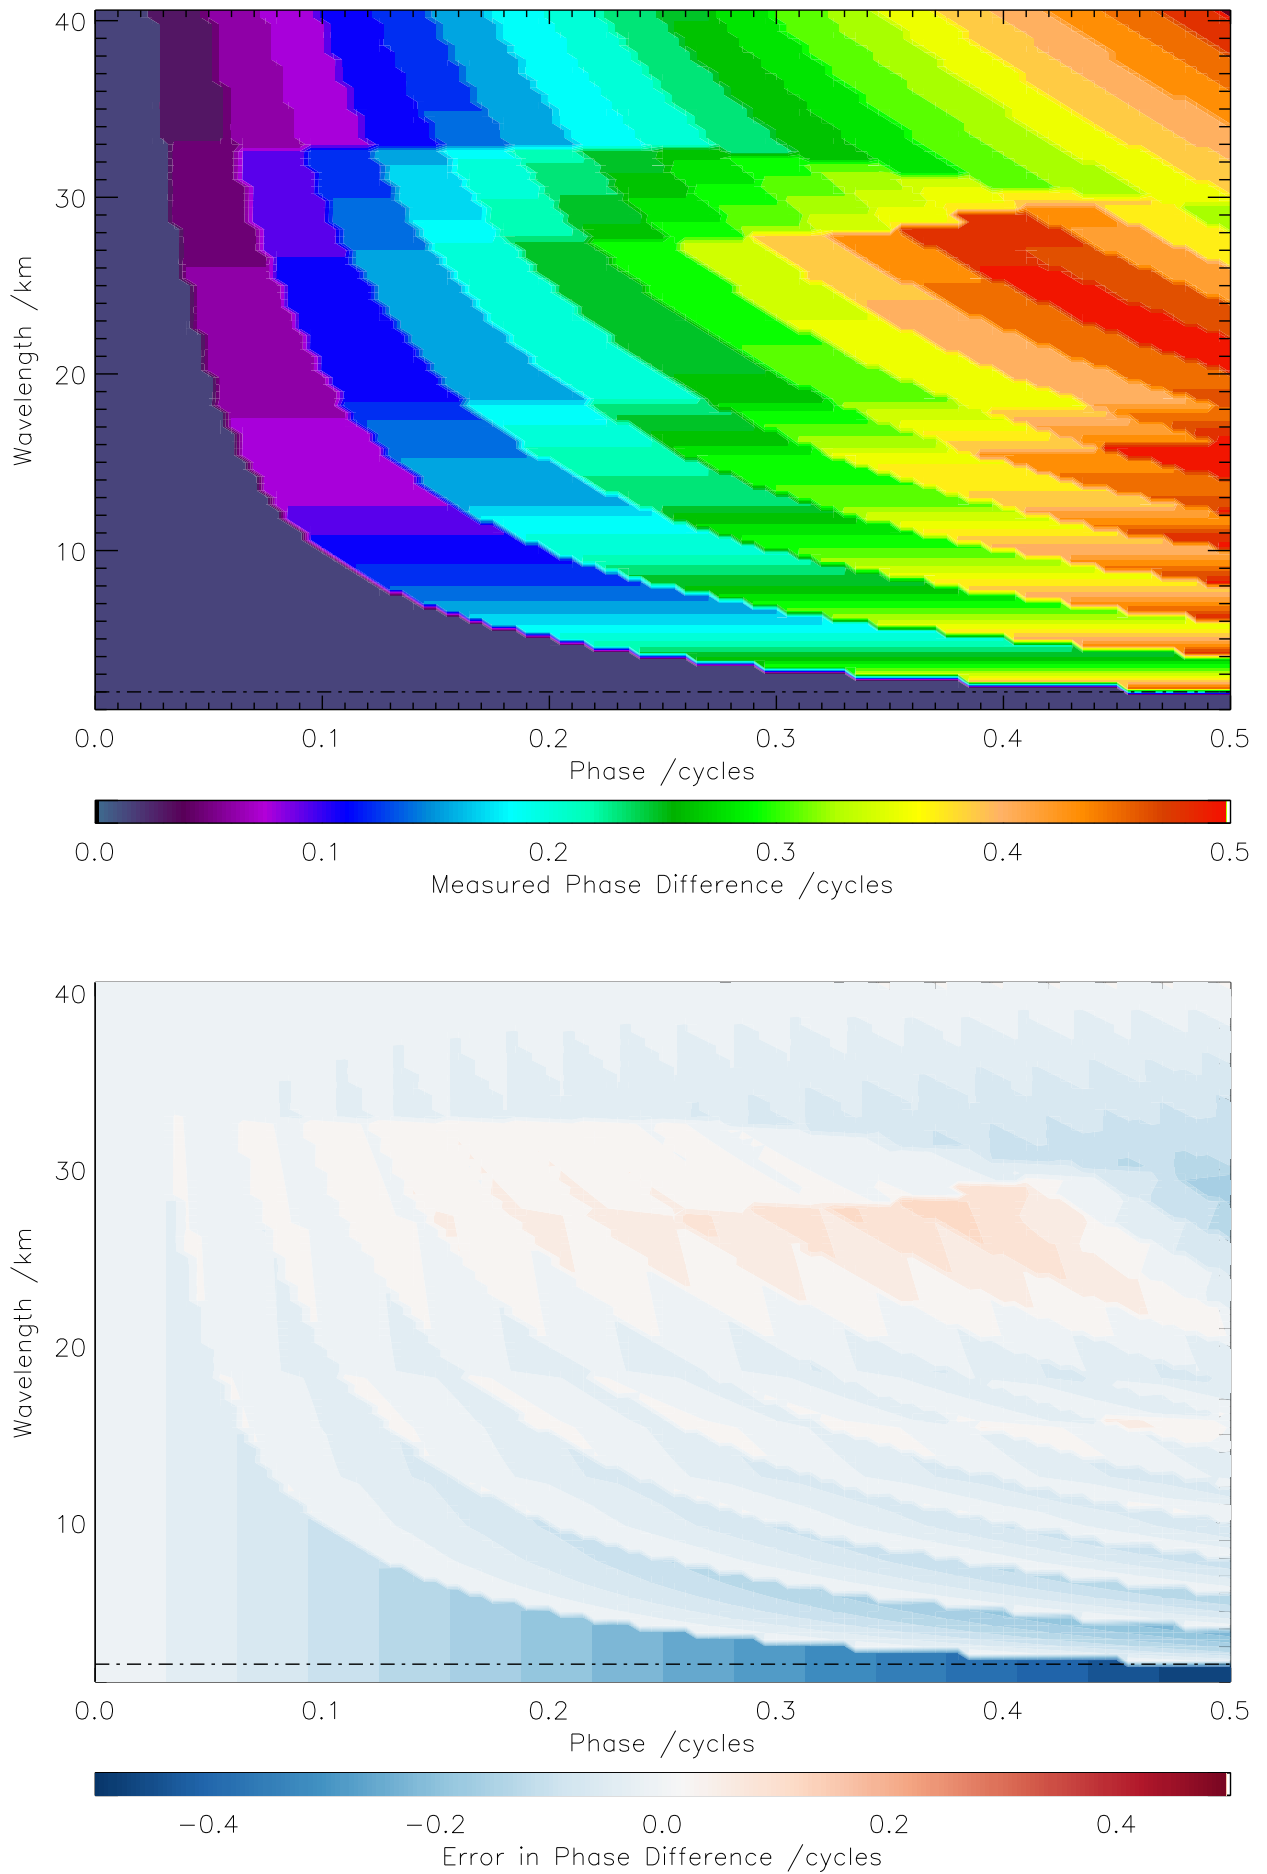 40
30
20
10
Wavelength /km
0.0 0.1 0.2 0.3 0.4 0.5
Phase /cycles
0.0 0.1 0.2 0.3 0.4 0.5
Measured Phase Difference /cycles
40
30
20
10
Wavelength /km
0.0 0.1 0.2 0.3 0.4 0.5
Phase /cycles
−0.4 −0.2 0.0 0.2 0.4
Error in Phase Difference /cycles